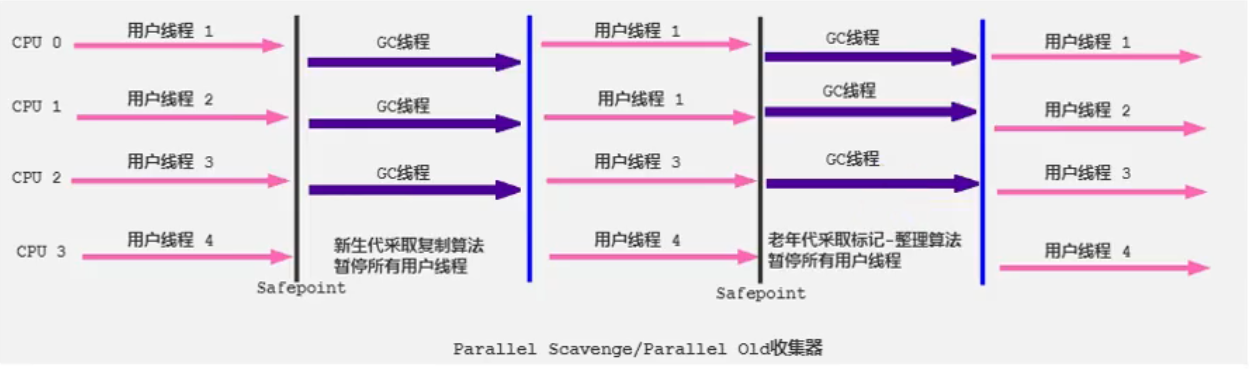 CPU 0
用户线程 1
GC线程
用户线程 1
GC线程
用户线程 1
CPU 1
用户线程 2
GC线程
用户线程 1
GC线程
用户线程 2
CPU 2
用户线程 3
GC线程
用户线程 3
GC线程
用户线程 3
CPU 3
用户线程 4
新生代采取复制算法
暂停所有用户线程
用户线程 4
老年代采取标记-整理算法
暂停所有用户线程
用户线程 4
Safepoint
Safepoint
Parallel Scavenge/Parallel Old收集器